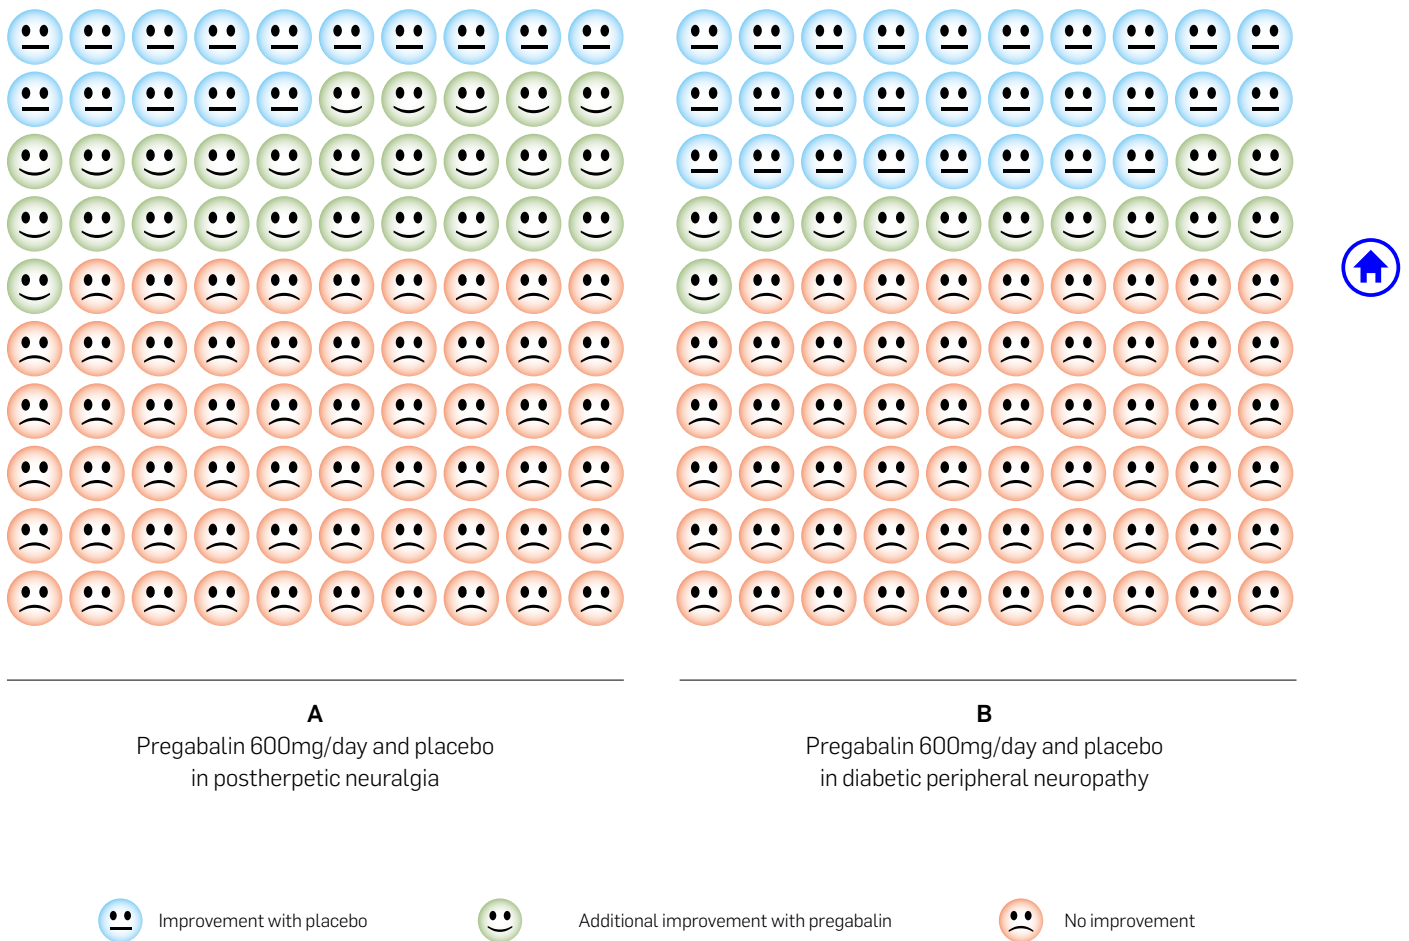 A
Pregabalin 600mg/day and placebo
in postherpetic neuralgia
B
Pregabalin 600mg/day and placebo
in diabetic peripheral neuropathy
Improvement with placebo
Additional improvement with pregabalin
No improvement